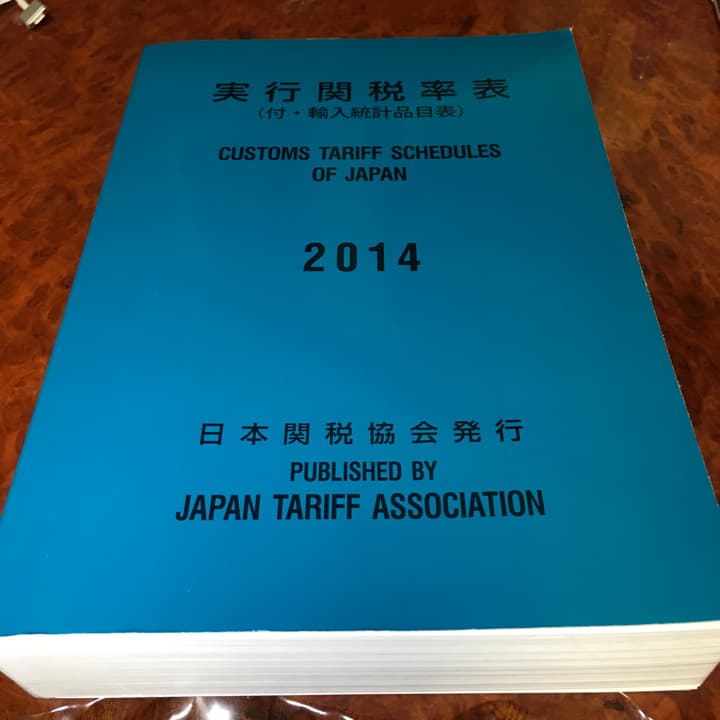 実行関税率表
(付・輸入統計品目表)
CUSTOMS TARIFF SCHEDULES
OF JAPAN
2014
日本関税協会発行
PUBLISHED BY
JAPAN TARIFF ASSOCIATION